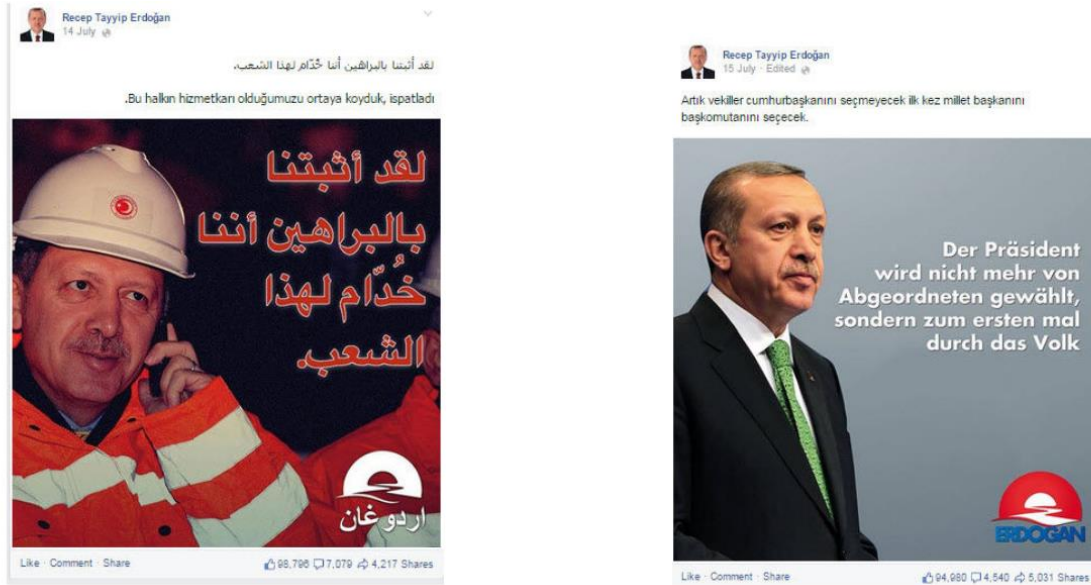 Recep Tayyip Erdoğan
14 July
لقد أثبتنا بالبراهين أننا خُدّام لهذا الشعب.
.Bu halkın hizmetkarı olduğumuzu ortaya koyduk, ispatladı
لقد أثبتنا
بالبراهين أننا
خُدّام لهذا
الشعب.
اردوغان
Like · Comment · Share
98,796 7,079 4,217 Shares
Recep Tayyip Erdoğan
15 July · Edited
Artık vekiller cumhurbaşkanını seçmeyecek ilk kez millet başkanını
başkomutanını seçecek.
Der Präsident
wird nicht mehr von
Abgeordneten gewählt,
sondern zum ersten mal
durch das Volk
ERDOGAN
Like · Comment · Share
94,980 4,540 5,031 Shares